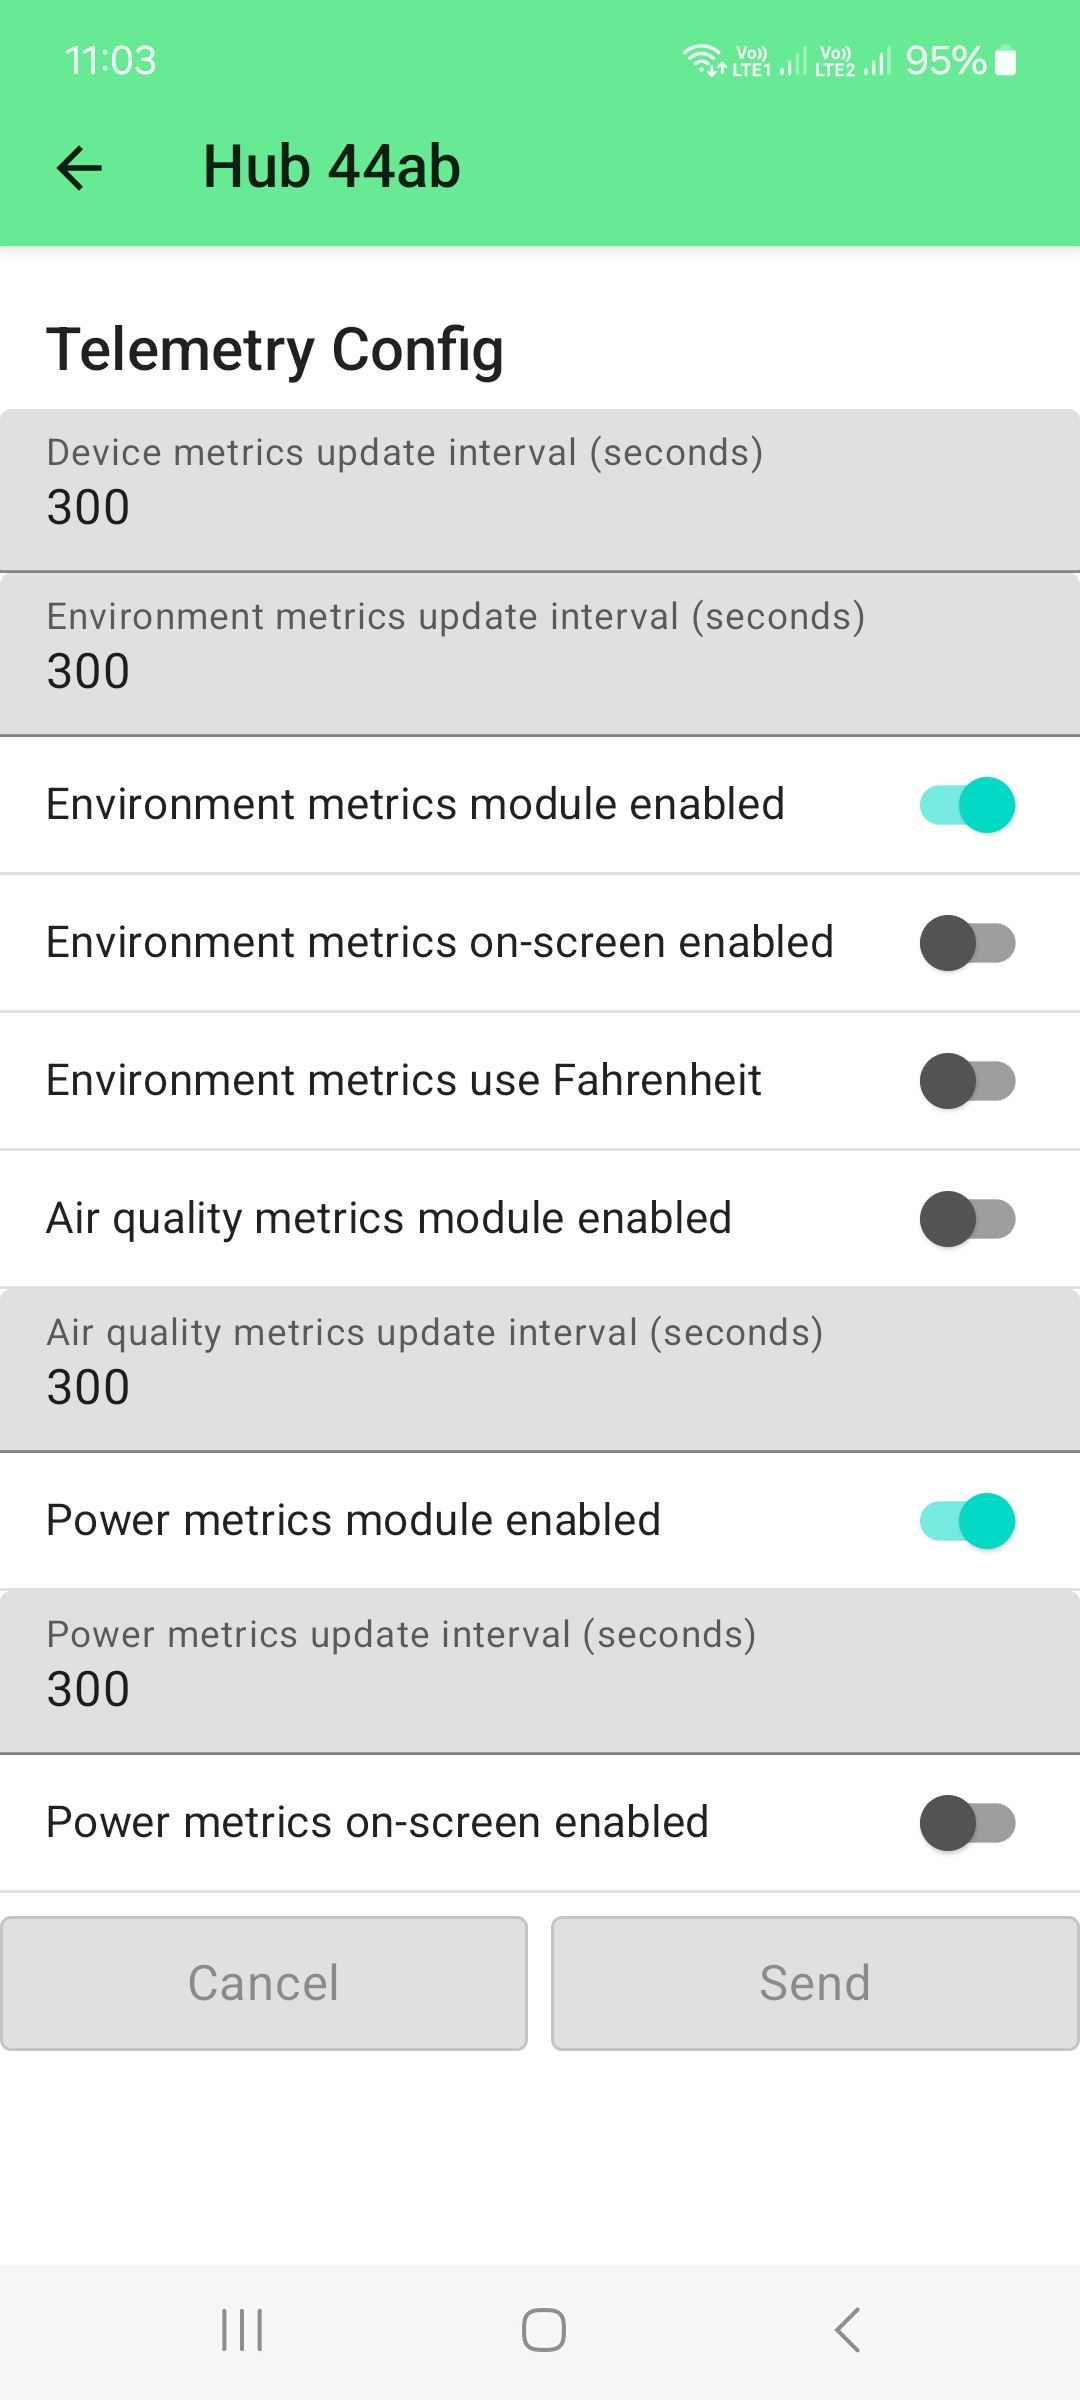 11:03 Vo)) LTE1 Vo)) LTE2 95%
Hub 44ab
Telemetry Config
Device metrics update interval (seconds)
300
Environment metrics update interval (seconds)
300
Environment metrics module enabled
Environment metrics on-screen enabled
Environment metrics use Fahrenheit
Air quality metrics module enabled
Air quality metrics update interval (seconds)
300
Power metrics module enabled
Power metrics update interval (seconds)
300
Power metrics on-screen enabled
Cancel Send